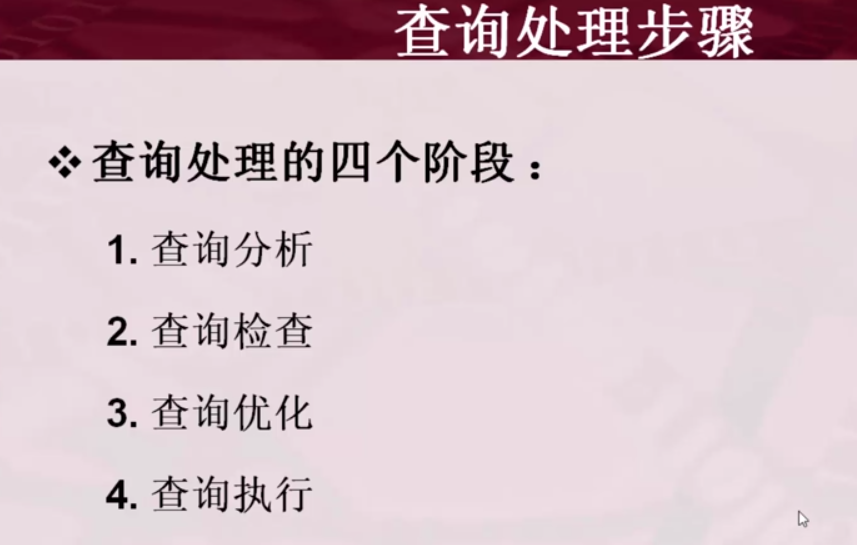 查询处理步骤
❖查询处理的四个阶段：
1. 查询分析
2. 查询检查
3. 查询优化
4. 查询执行